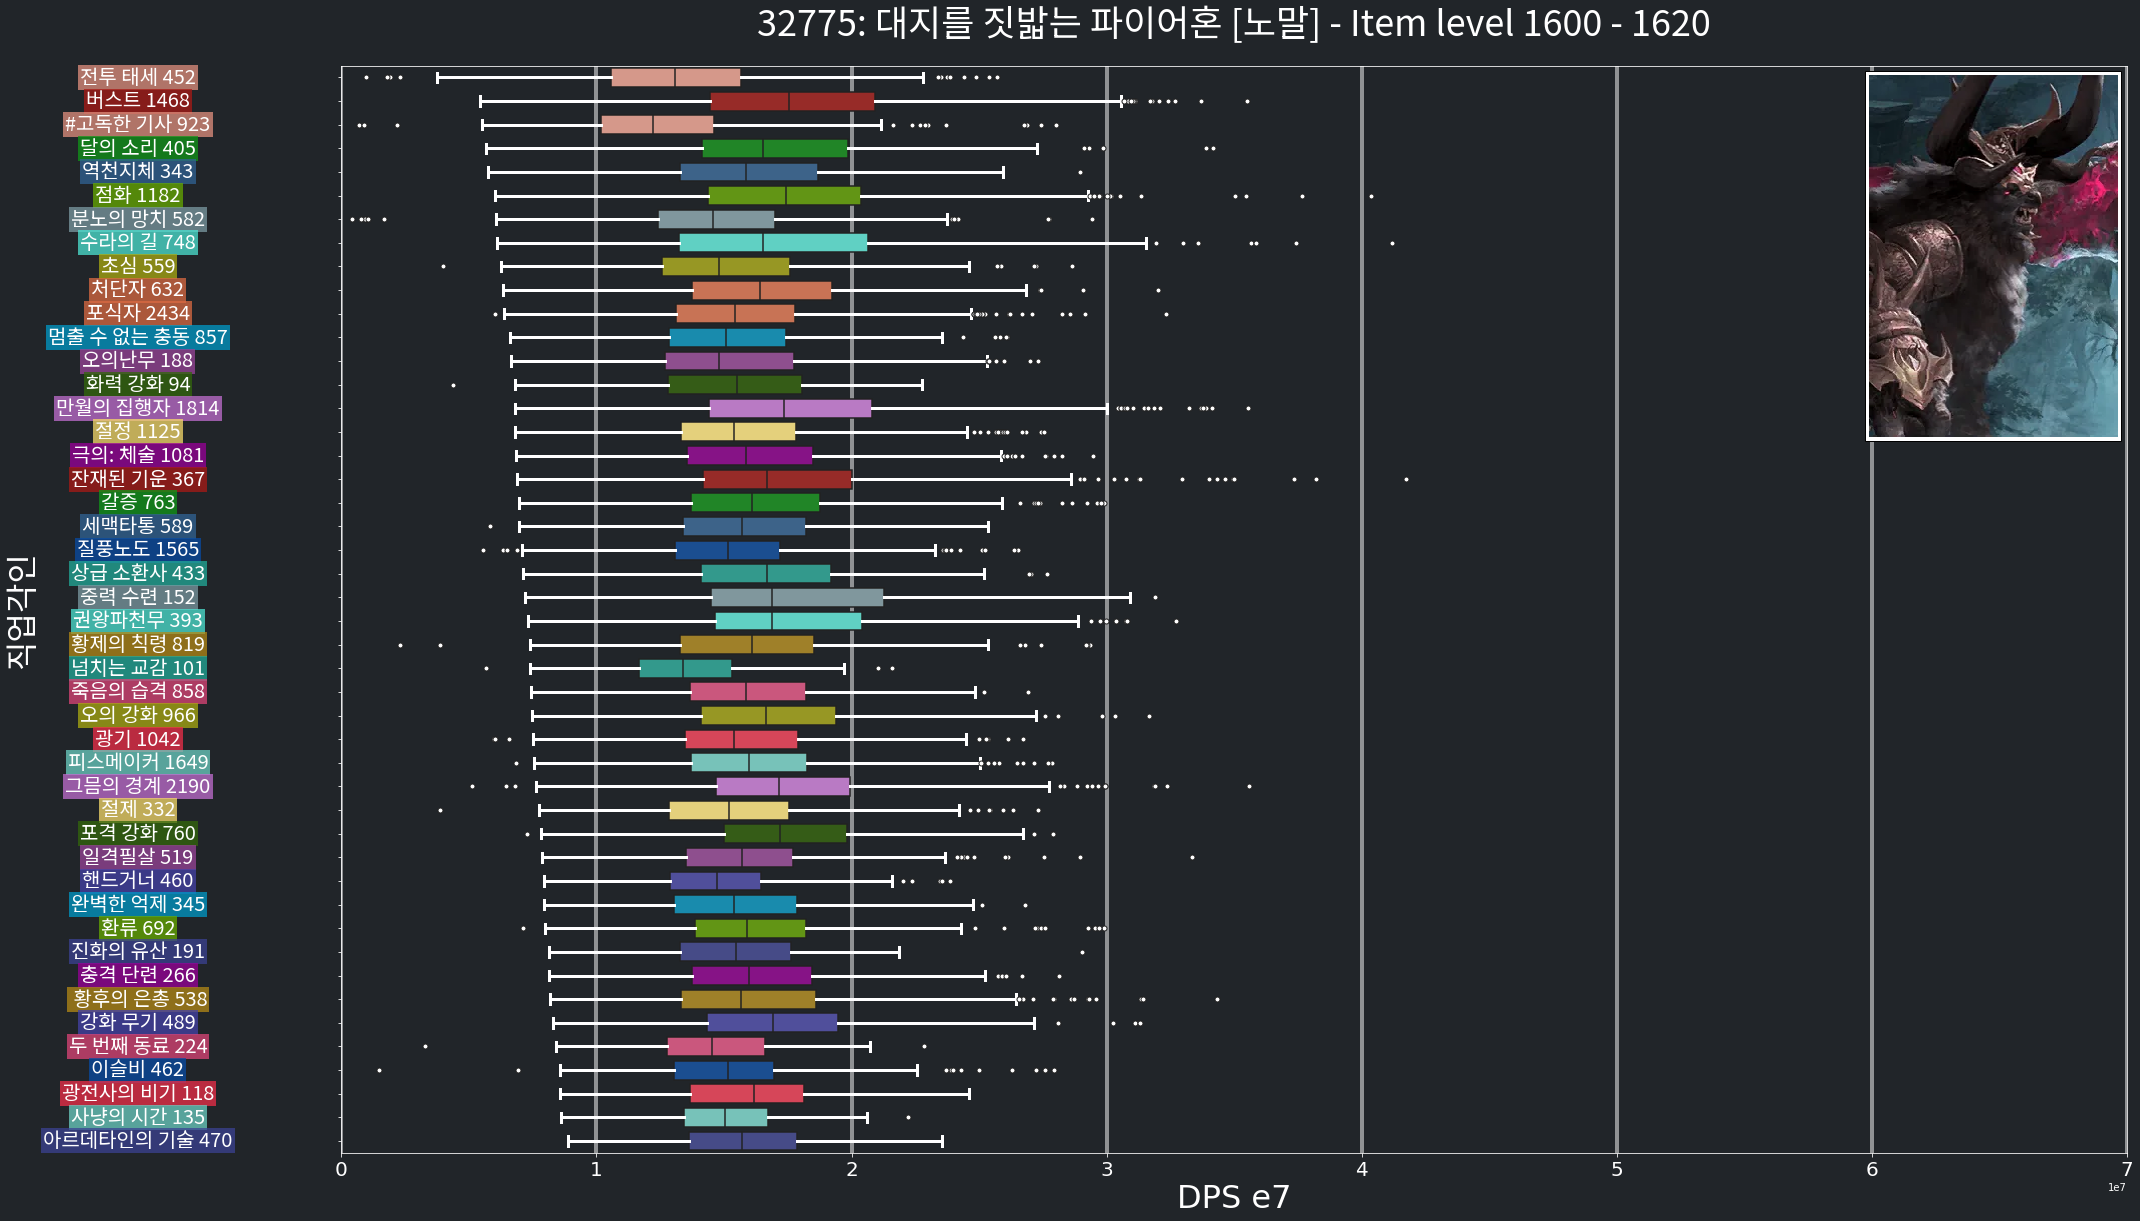 32775: 대지를 짓밟는 파이어혼 [노말] - Item level 1600 - 1620
직업각인
전투 태세 452
버스트 1468
#고독한 기사 923
달의 소리 405
역천지체 343
점화 1182
분노의 망치 582
수라의 길 748
초심 559
처단자 632
포식자 2434
멈출 수 없는 충동 857
오의난무 188
화력 강화 94
만월의 집행자 1814
절정 1125
극의: 체술 1081
잔재된 기운 367
갈증 763
세맥타통 589
질풍노도 1565
상급 소환사 433
중력 수련 152
권왕파천무 393
황제의 칙령 819
넘치는 교감 101
죽음의 습격 858
오의 강화 966
광기 1042
피스메이커 1649
그믐의 경계 2190
절제 332
포격 강화 760
일격필살 519
핸드거너 460
완벽한 억제 345
환류 692
진화의 유산 191
충격 단련 266
황후의 은총 538
강화 무기 489
두 번째 동료 224
이슬비 462
광전사의 비기 118
사냥의 시간 135
아르데타인의 기술 470
0 1 2 3 4 5 6 7
1e7
DPS e7